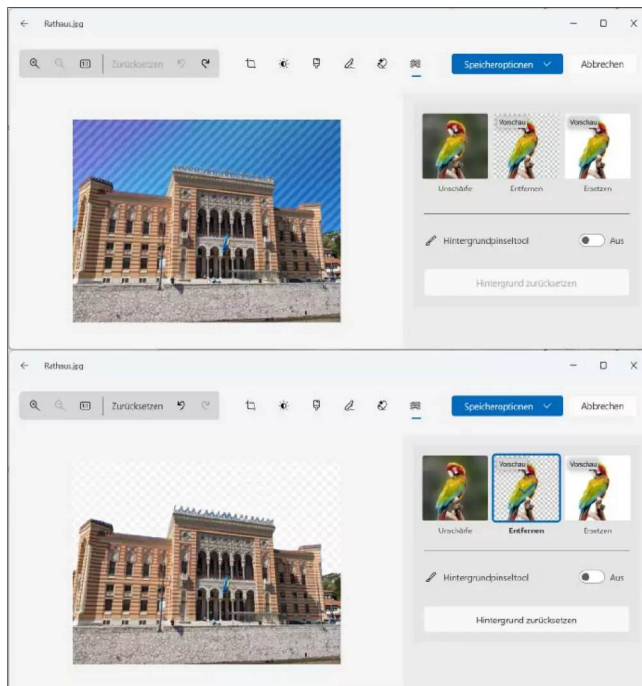 Rathaus.jpg
Zurücksetzen
Speicheroptionen
Abbrechen
Vorschau
Vorschau
Unschärfe
Entfernen
Ersetzen
Hintergrundpinseltool
Aus
Hintergrund zurücksetzen
Rathaus.jpg
Zurücksetzen
Speicheroptionen
Abbrechen
Vorschau
Vorschau
Unschärfe
Entfernen
Ersetzen
Hintergrundpinseltool
Aus
Hintergrund zurücksetzen